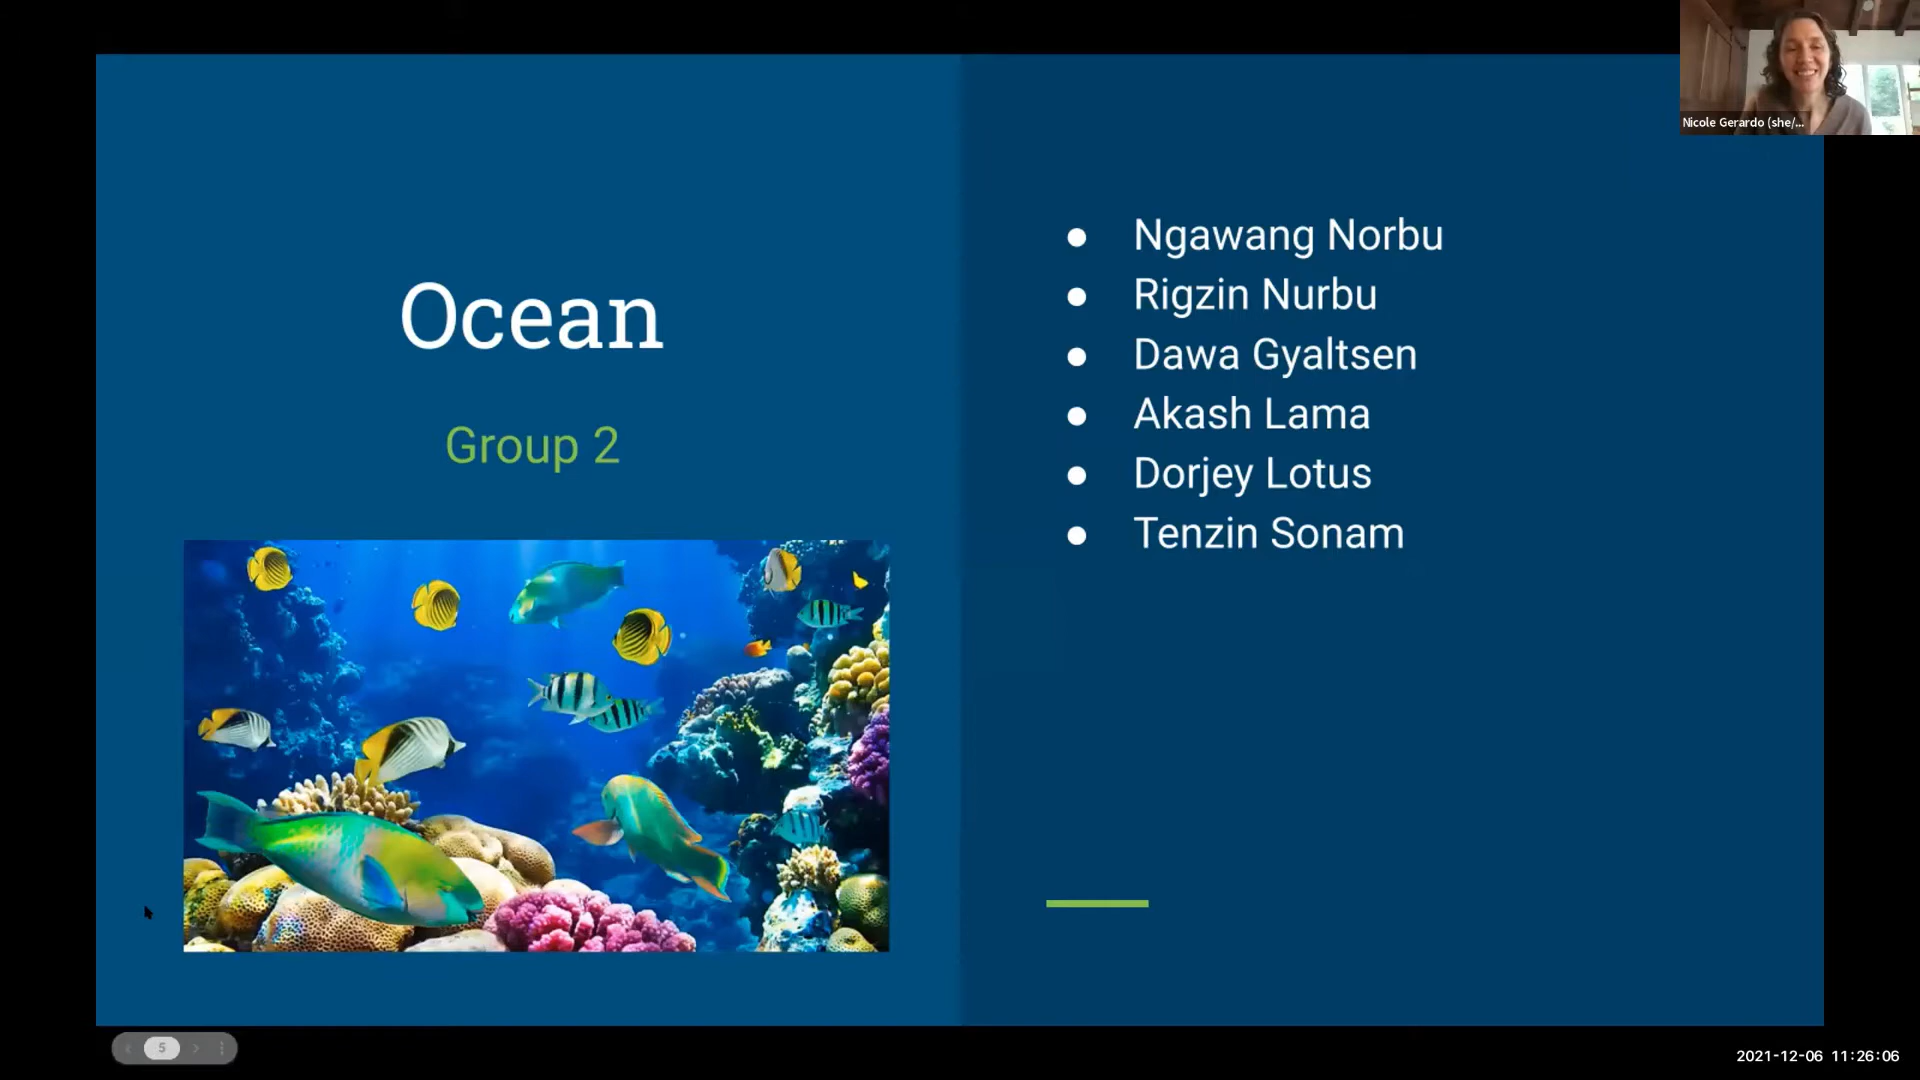 Ocean
Group 2
● Ngawang Norbu
● Rigzin Nurbu
● Dawa Gyaltsen
● Akash Lama
● Dorjey Lotus
● Tenzin Sonam
Nicole Gerardo (she/...
5
2021-12-06 11:26:06